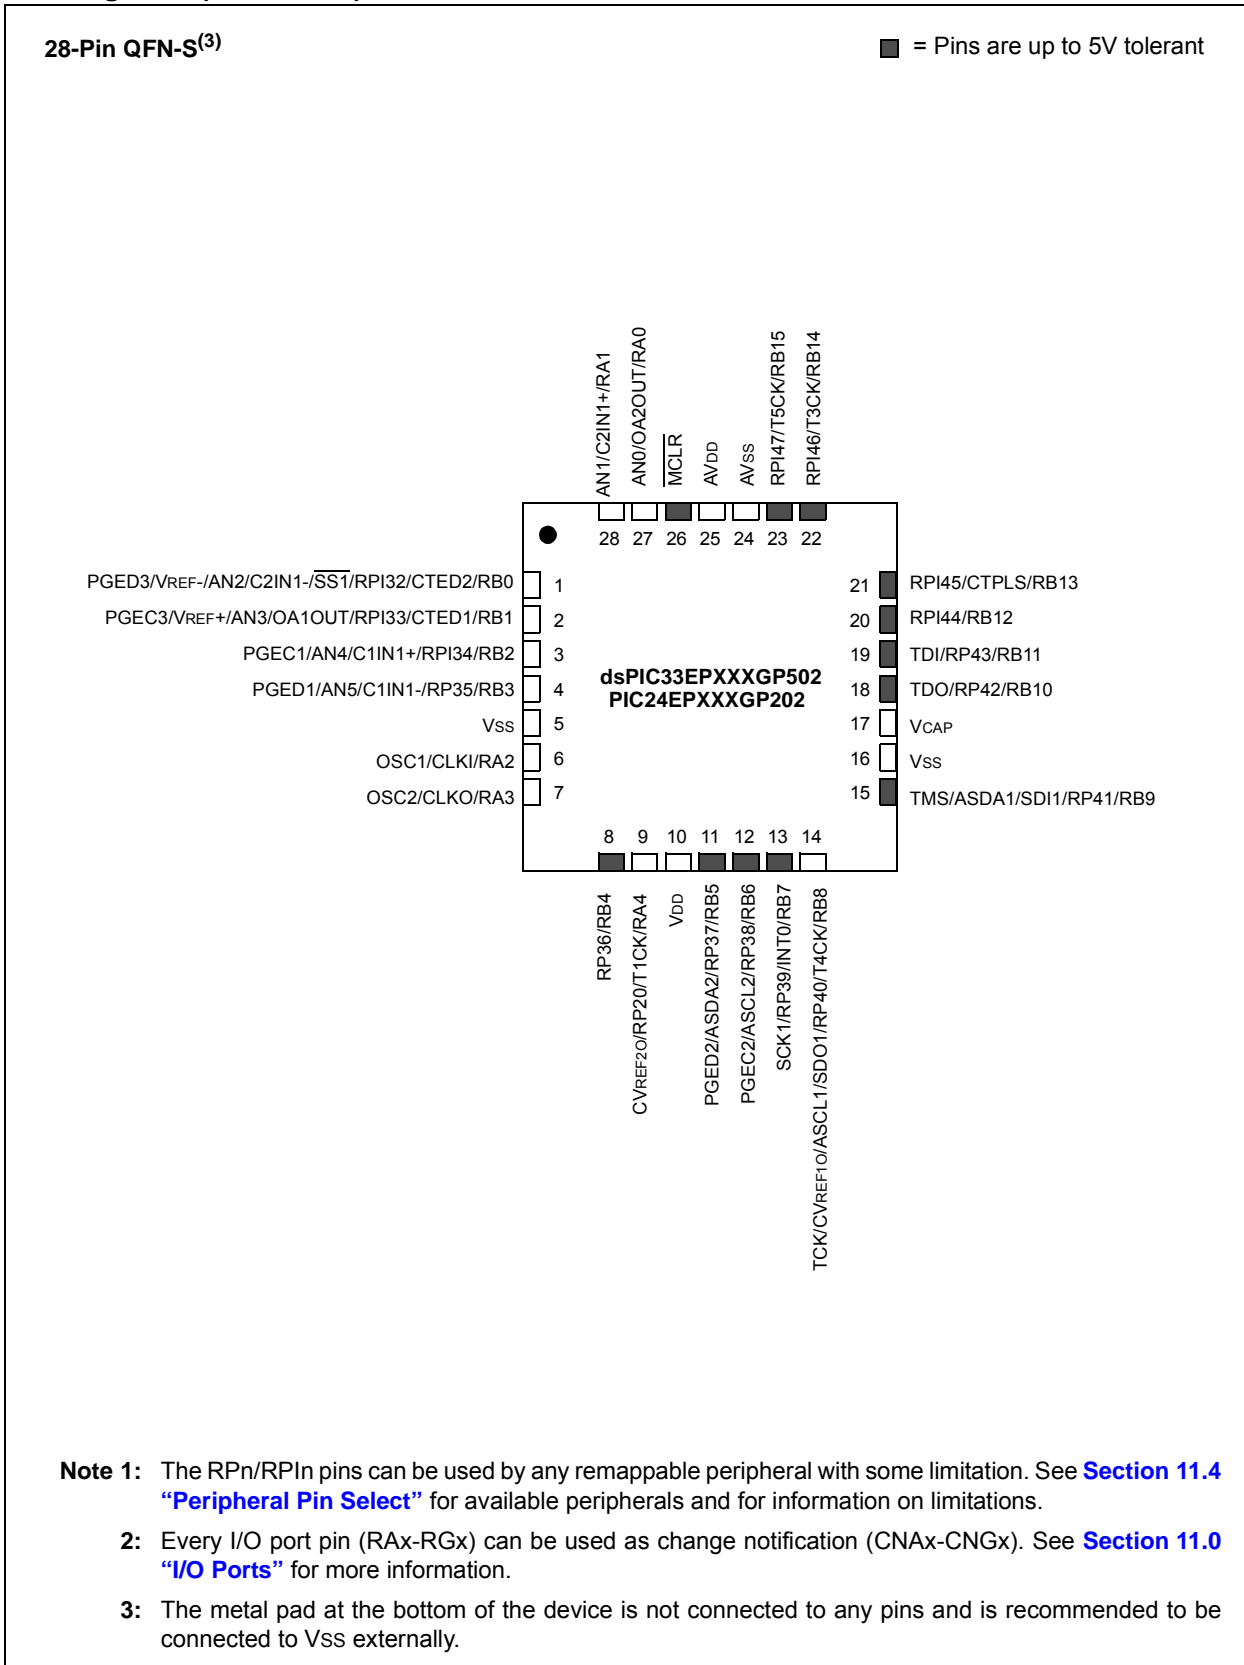 28-Pin QFN-S(3)
= Pins are up to 5V tolerant
AN1/C2IN1+/RA1
AN0/OA2OUT/RA0
MCLR
AVDD
AVSS
RPI47/T5CK/RB15
RPI46/T3CK/RB14
28 27 26 25 24 23 22
PGED3/VREF-/AN2/C2IN1-/SS1/RPI32/CTED2/RB0 1
PGEC3/VREF+/AN3/OA1OUT/RPI33/CTED1/RB1 2
PGEC1/AN4/C1IN1+/RPI34/RB2 3
PGED1/AN5/C1IN1-/RP35/RB3 4
VSS 5
OSC1/CLKI/RA2 6
OSC2/CLKO/RA3 7
dsPIC33EPXXXGP502
PIC24EPXXXGP202
21 RPI45/CTPLS/RB13
20 RPI44/RB12
19 TDI/RP43/RB11
18 TDO/RP42/RB10
17 VCAP
16 VSS
15 TMS/ASDA1/SDI1/RP41/RB9
8 9 10 11 12 13 14
RP36/RB4
CVREF2O/RP20/T1CK/RA4
VDD
PGED2/ASDA2/RP37/RB5
PGEC2/ASCL2/RP38/RB6
SCK1/RP39/INT0/RB7
TCK/CVREF1O/ASCL1/SDO1/RP40/T4CK/RB8
Note 1: The RPn/RPIn pins can be used by any remappable peripheral with some limitation. See Section 11.4
“Peripheral Pin Select” for available peripherals and for information on limitations.
2: Every I/O port pin (RAx-RGx) can be used as change notification (CNAx-CNGx). See Section 11.0
“I/O Ports” for more information.
3: The metal pad at the bottom of the device is not connected to any pins and is recommended to be
connected to VSS externally.